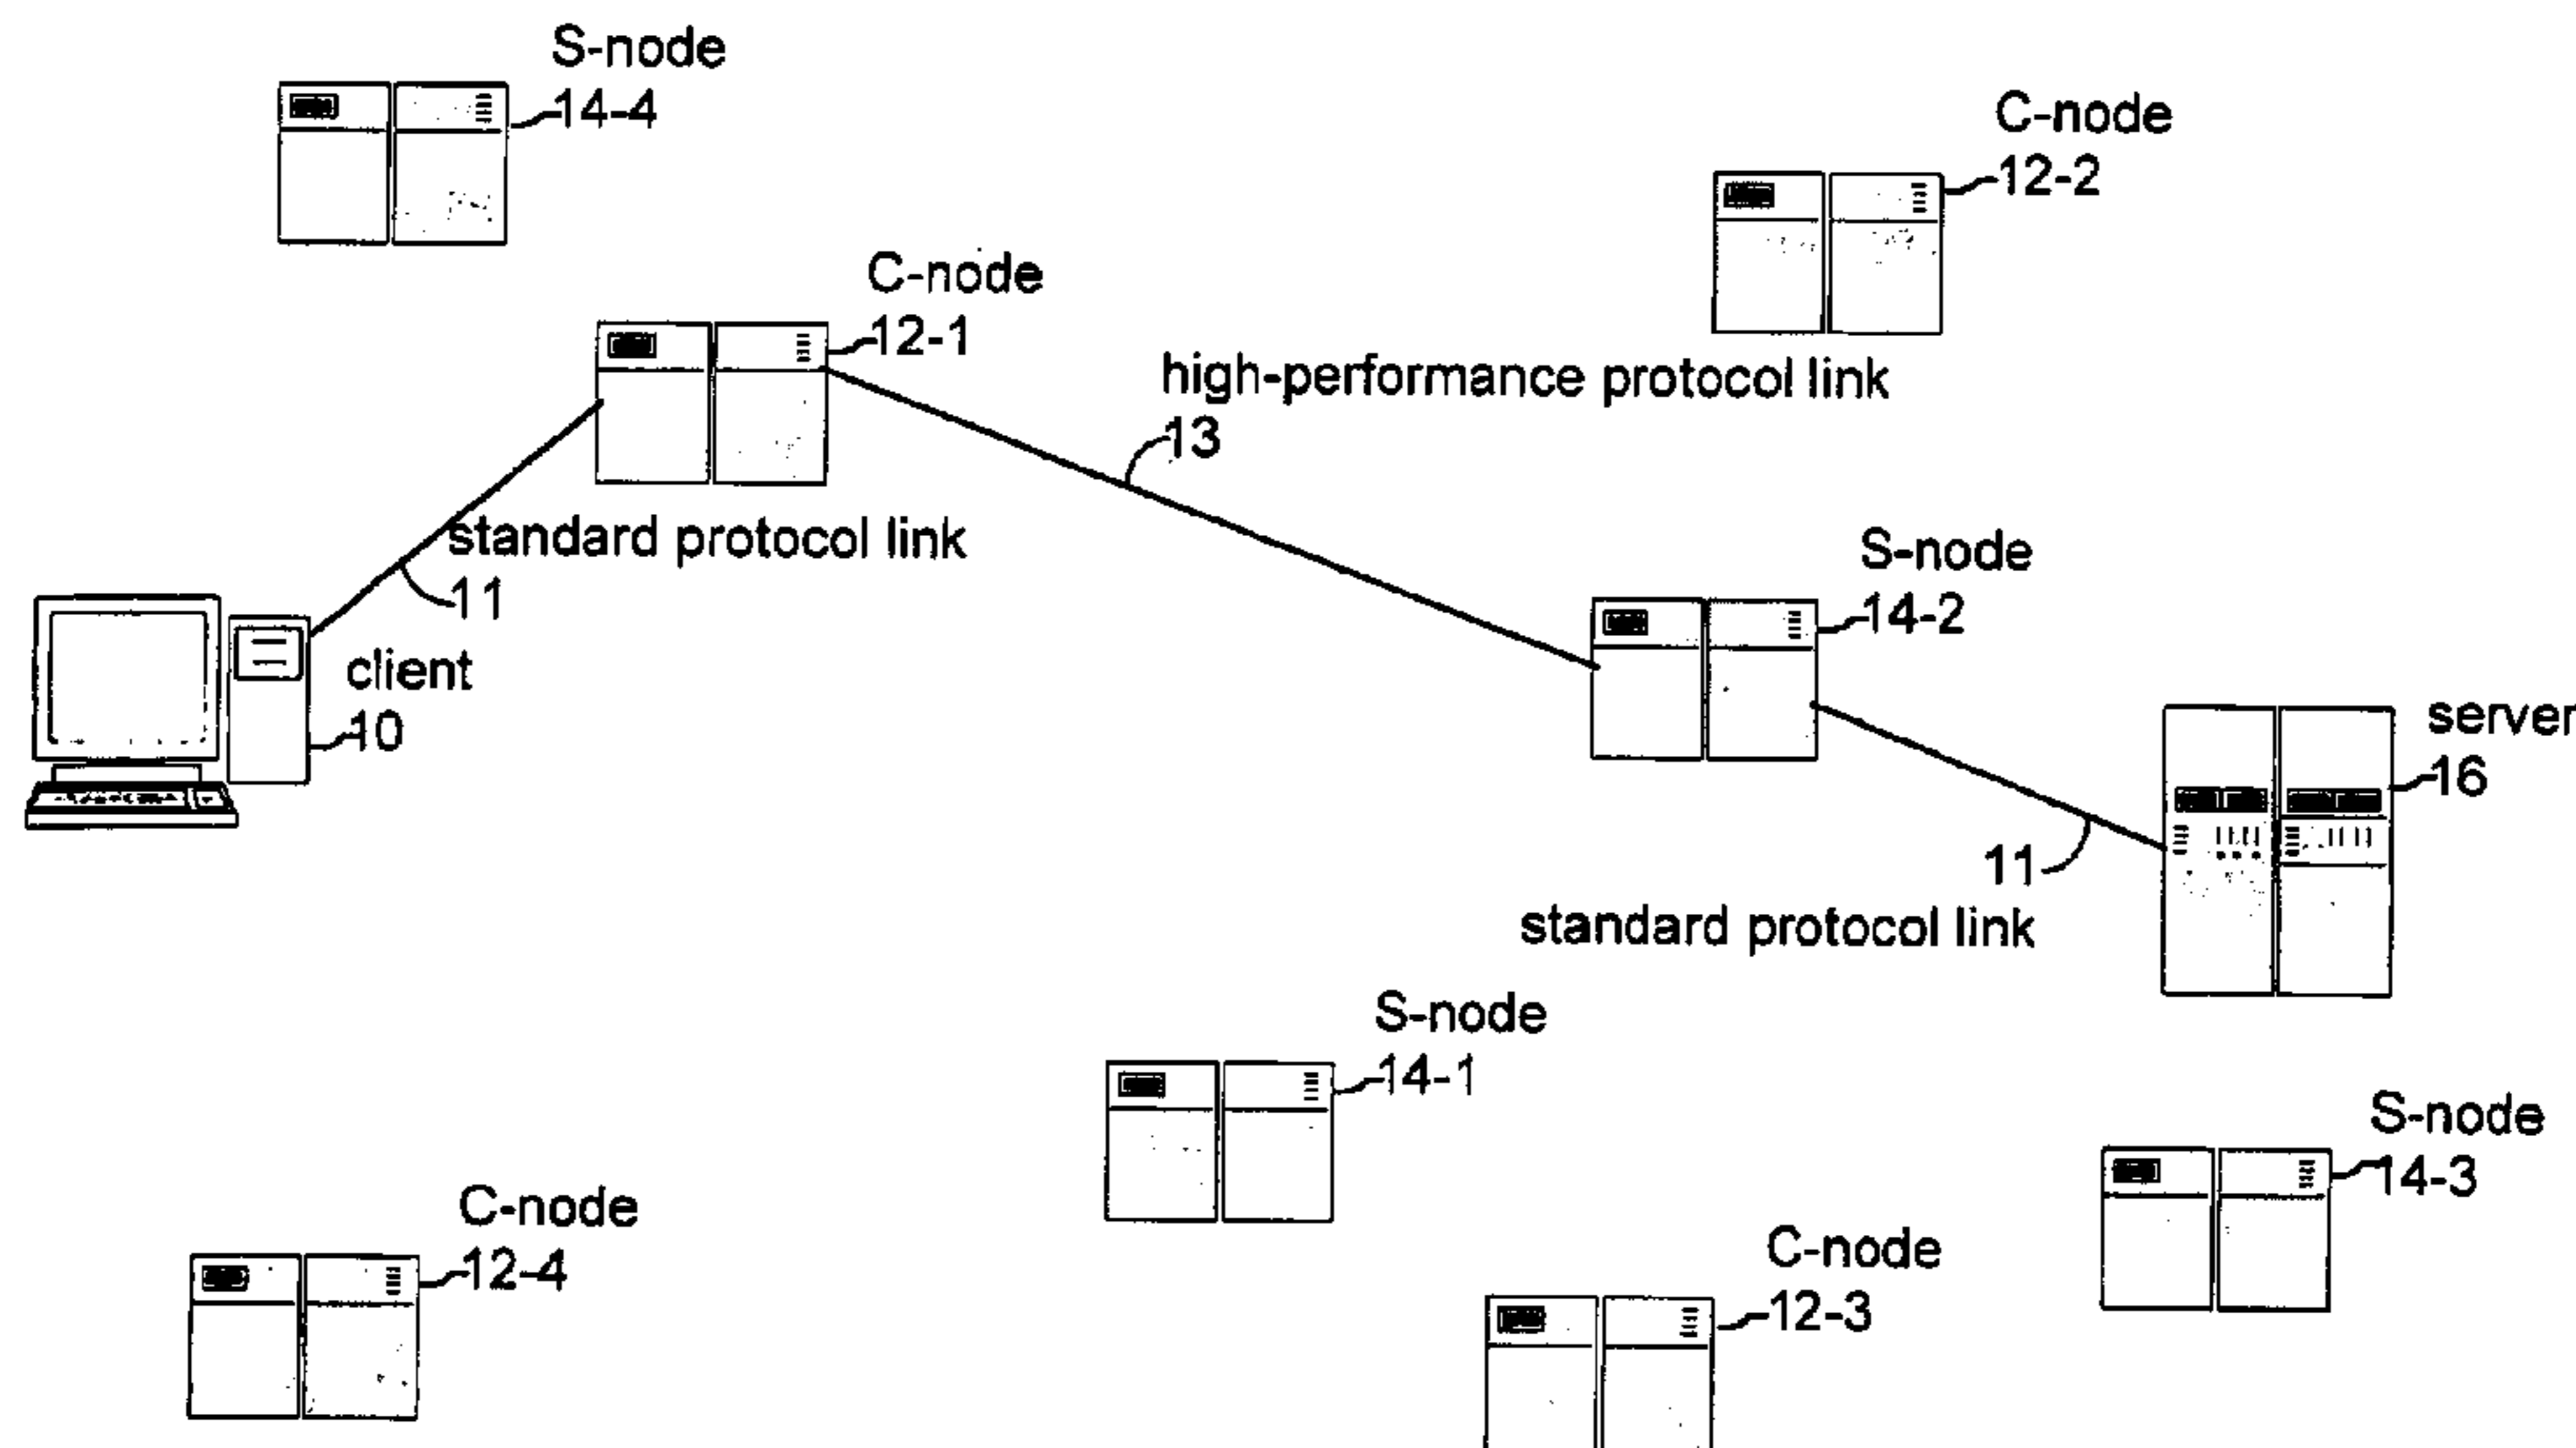 S-node
14-4
C-node
12-2
C-node
12-1
high-performance protocol link
13
standard protocol link
11
S-node
14-2
client
10
server
16
11
standard protocol link
S-node
14-1
S-node
14-3
C-node
12-4
C-node
12-3